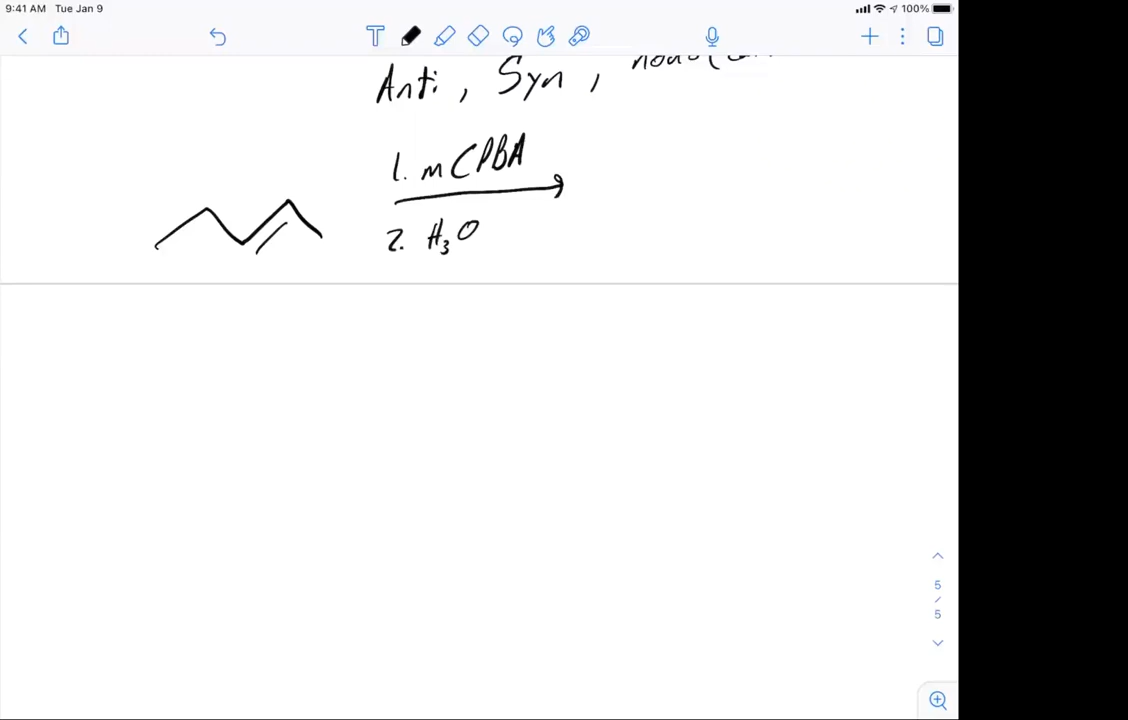 9:41 AM Tue Jan 9
100%
T
Anti, Syn,
1. mCPBA
2. H3O
5
/
5